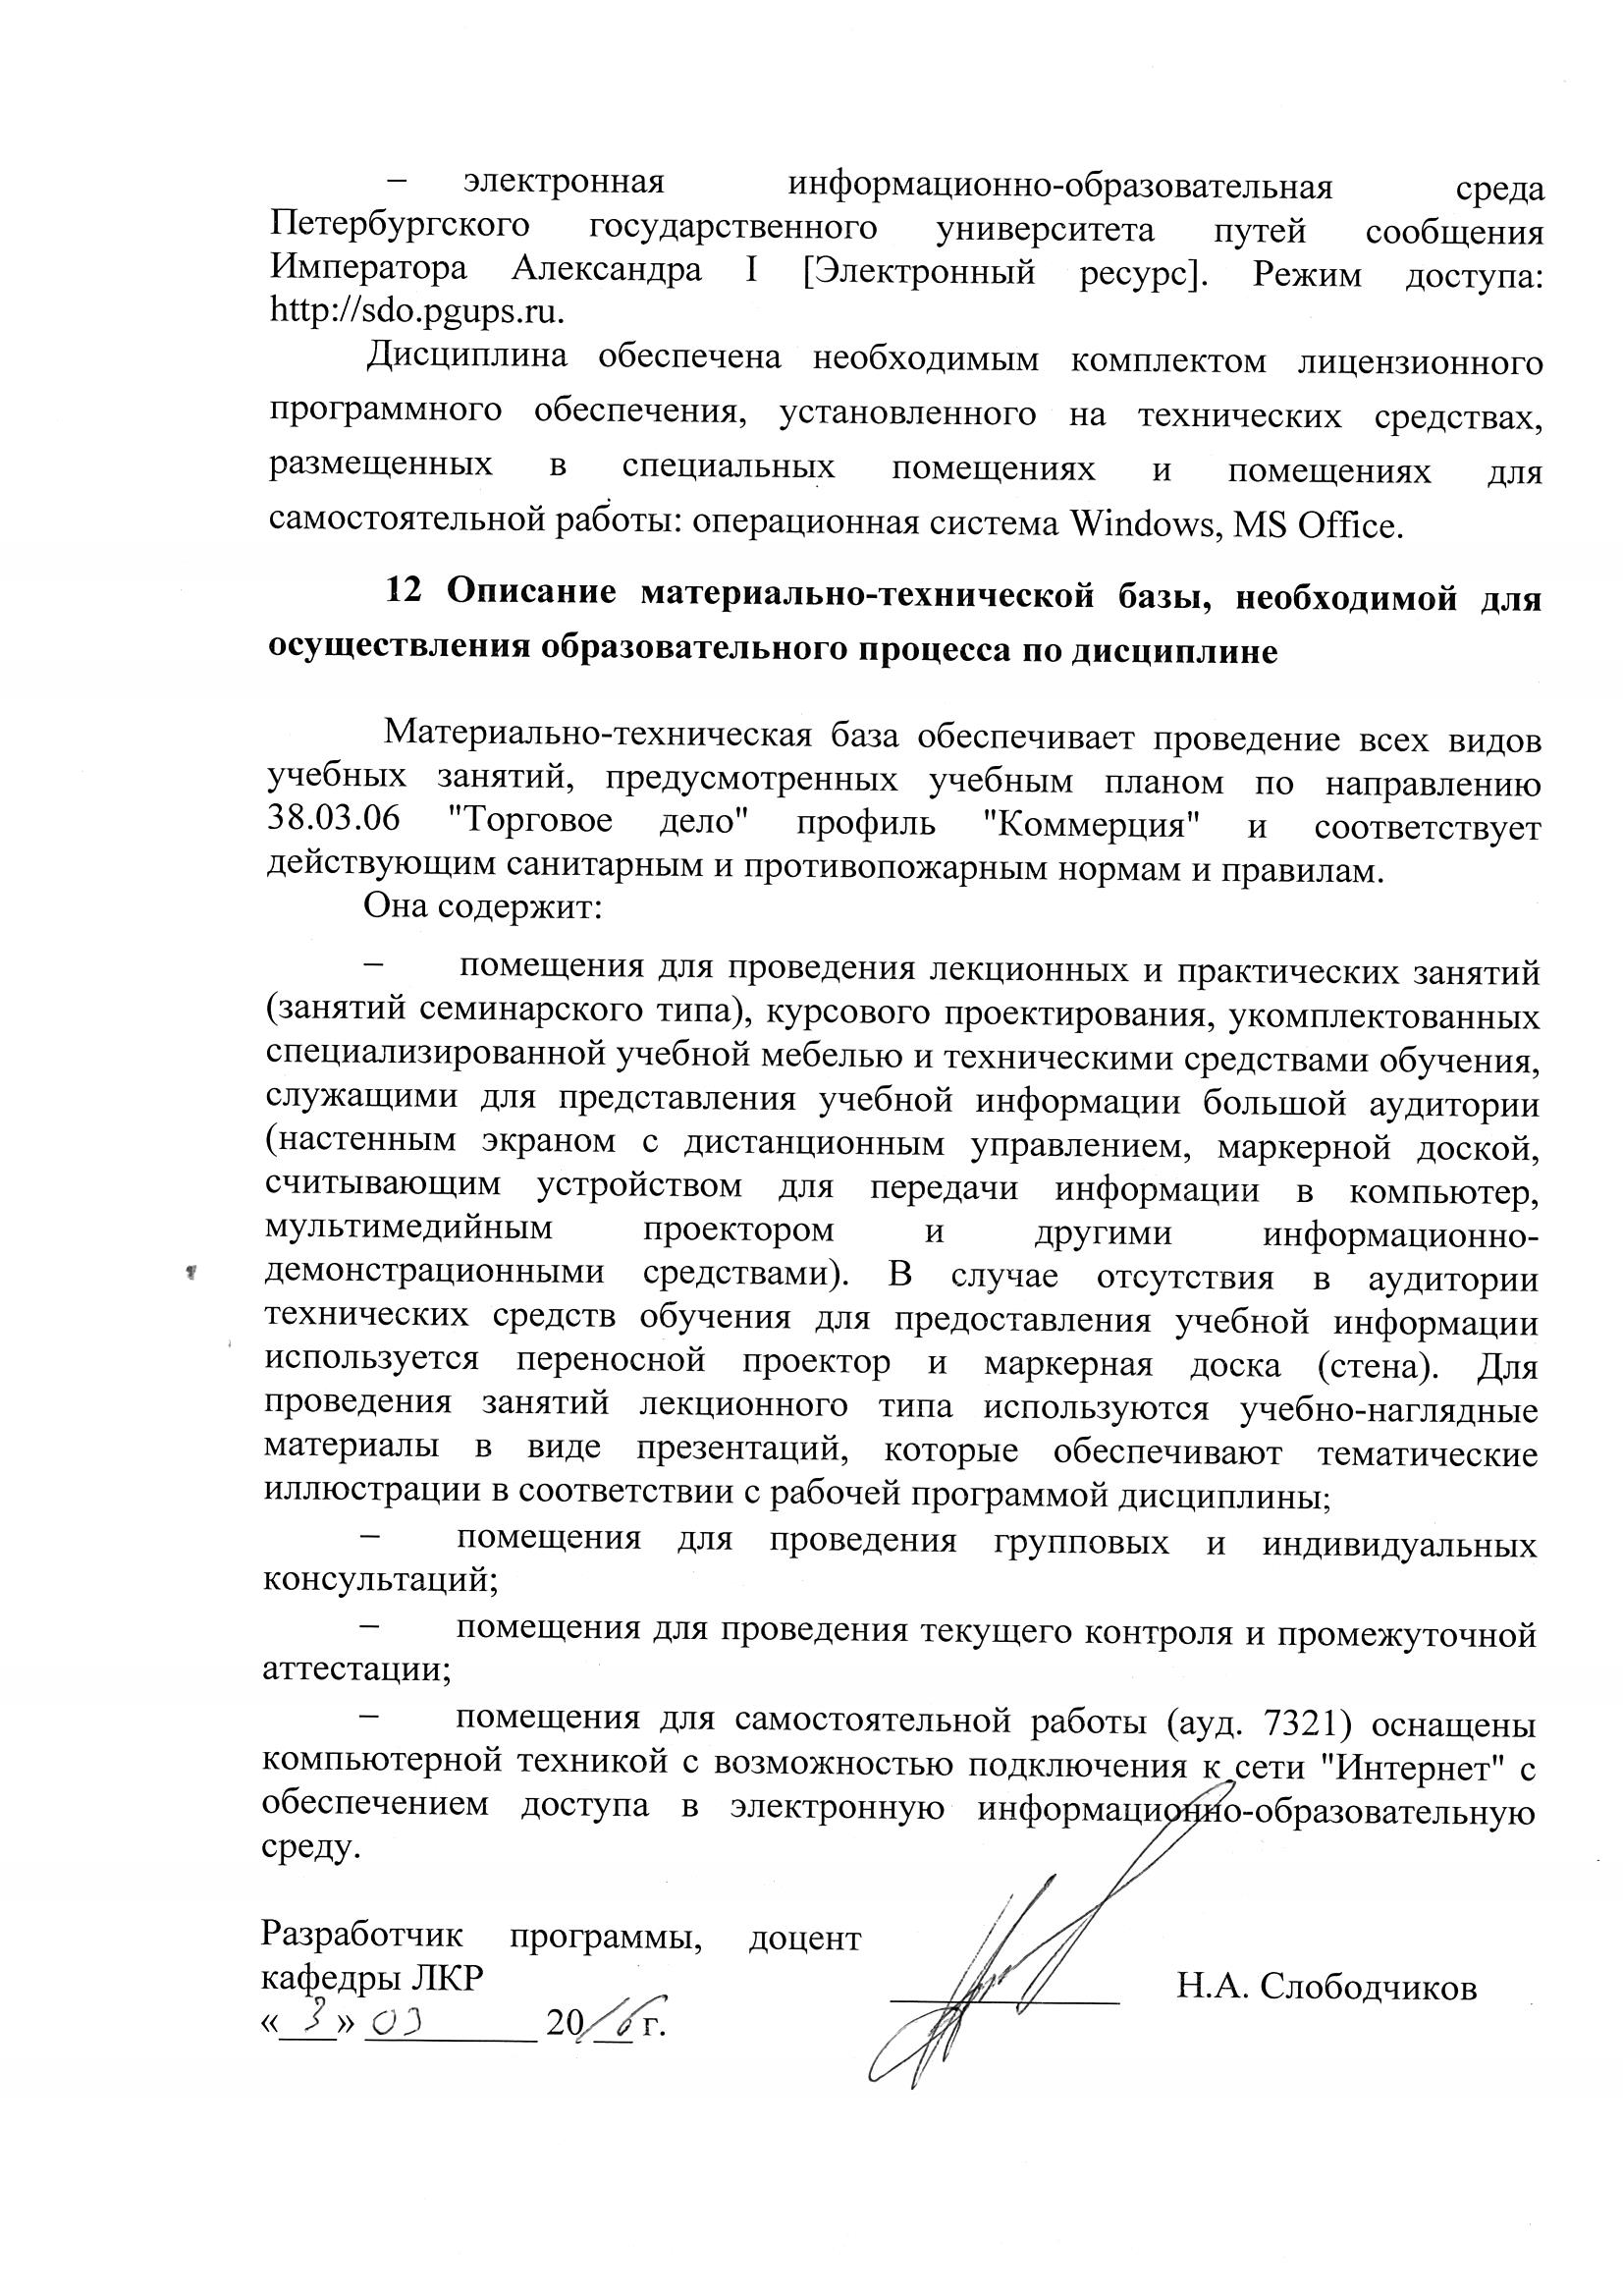 – электронная информационно-образовательная среда
Петербургского государственного университета путей сообщения
Императора Александра I [Электронный ресурс]. Режим доступа:
http://sdo.pgups.ru.
Дисциплина обеспечена необходимым комплектом лицензионного
программного обеспечения, установленного на технических средствах,
размещенных в специальных помещениях и помещениях для
самостоятельной работы: операционная система Windows, MS Office.
12 Описание материально-технической базы, необходимой для
осуществления образовательного процесса по дисциплине
Материально-техническая база обеспечивает проведение всех видов
учебных занятий, предусмотренных учебным планом по направлению
38.03.06 "Торговое дело" профиль "Коммерция" и соответствует
действующим санитарным и противопожарным нормам и правилам.
Она содержит:
– помещения для проведения лекционных и практических занятий
(занятий семинарского типа), курсового проектирования, укомплектованных
специализированной учебной мебелью и техническими средствами обучения,
служащими для представления учебной информации большой аудитории
(настенным экраном с дистанционным управлением, маркерной доской,
считывающим устройством для передачи информации в компьютер,
мультимедийным проектором и другими информационно-
демонстрационными средствами). В случае отсутствия в аудитории
технических средств обучения для предоставления учебной информации
используется переносной проектор и маркерная доска (стена). Для
проведения занятий лекционного типа используются учебно-наглядные
материалы в виде презентаций, которые обеспечивают тематические
иллюстрации в соответствии с рабочей программой дисциплины;
– помещения для проведения групповых и индивидуальных
консультаций;
– помещения для проведения текущего контроля и промежуточной
аттестации;
– помещения для самостоятельной работы (ауд. 7321) оснащены
компьютерной техникой с возможностью подключения к сети "Интернет" с
обеспечением доступа в электронную информационно-образовательную
среду.
Разработчик программы, доцент
кафедры ЛКР ____________ Н.А. Слободчиков
«3» 03 2016 г.